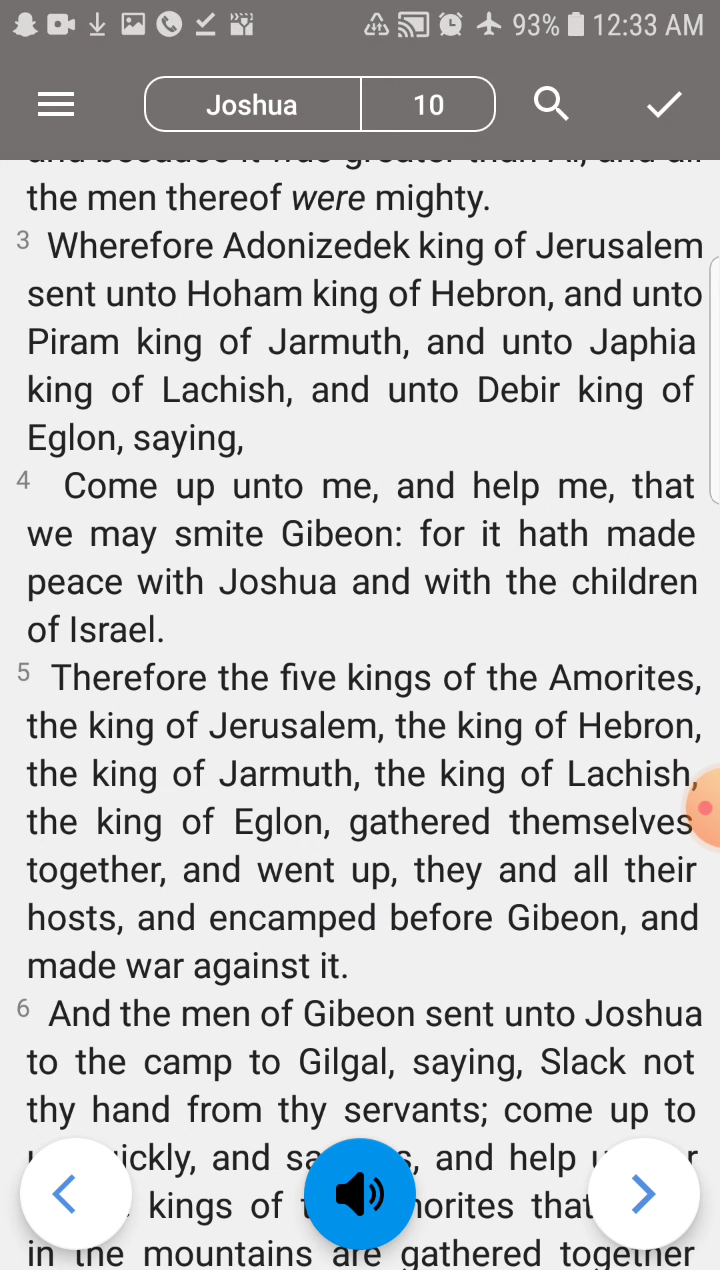 93% 12:33 AM
Joshua 10
the men thereof were mighty.
3 Wherefore Adonizedek king of Jerusalem
sent unto Hoham king of Hebron, and unto
Piram king of Jarmuth, and unto Japhia
king of Lachish, and unto Debir king of
Eglon, saying,
4 Come up unto me, and help me, that
we may smite Gibeon: for it hath made
peace with Joshua and with the children
of Israel.
5 Therefore the five kings of the Amorites,
the king of Jerusalem, the king of Hebron,
the king of Jarmuth, the king of Lachish,
the king of Eglon, gathered themselves
together, and went up, they and all their
hosts, and encamped before Gibeon, and
made war against it.
6 And the men of Gibeon sent unto Joshua
to the camp to Gilgal, saying, Slack not
thy hand from thy servants; come up to
and help
kings of that
in the mountains are gathered together